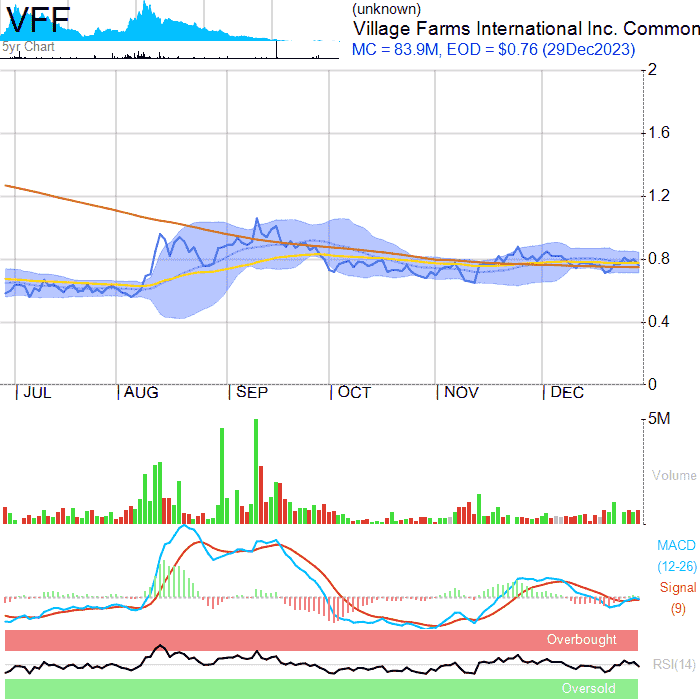 VFF
5yr Chart
(unknown)
Village Farms International Inc. Common
MC = 83.9M, EOD = $0.76 (29Dec2023)
2
1.6
1.2
0.8
0.4
0
JUL AUG SEP OCT NOV DEC
5M
Volume
MACD
(12-26)
Signal
(9)
Overbought
RSI(14)
Oversold